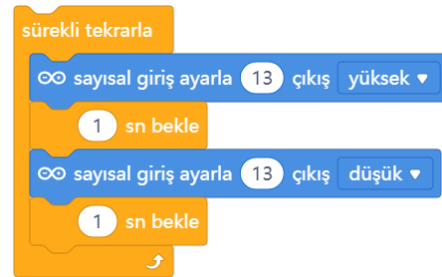 sürekli tekrarla
sayısal giriş ayarla 13 çıkış yüksek
1 sn bekle
sayısal giriş ayarla 13 çıkış düşük
1 sn bekle